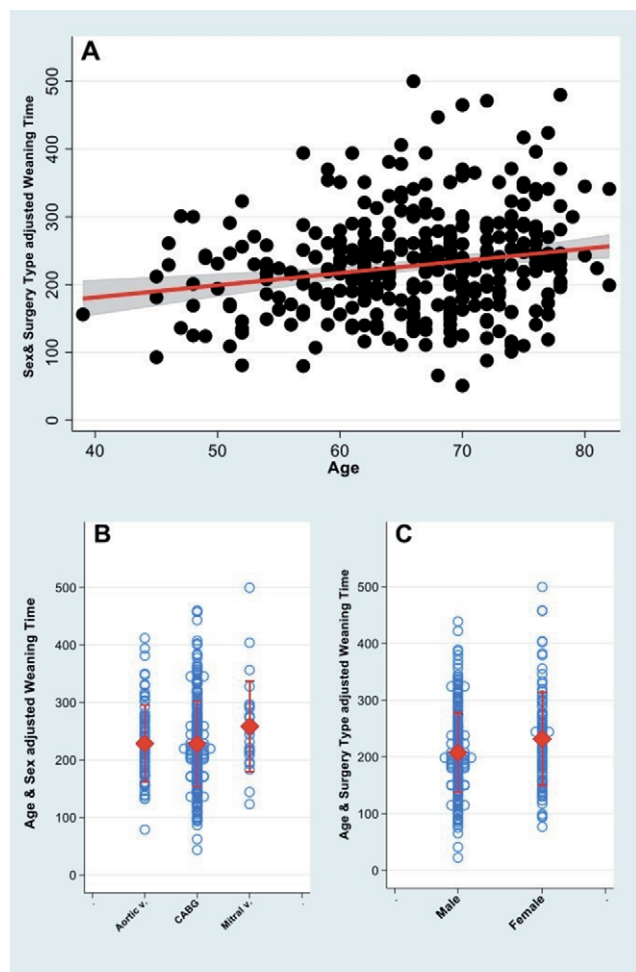 A
Sex& Surgery Type adjusted Weaning Time
500
400
300
200
100
0
40 50 60 70 80
Age
B
Age & Sex adjusted Weaning Time
500
400
300
200
100
0
Aortic v. CABG Mitral v.
C
Age & Surgery Type adjusted Weaning Time
500
400
300
200
100
0
Male Female